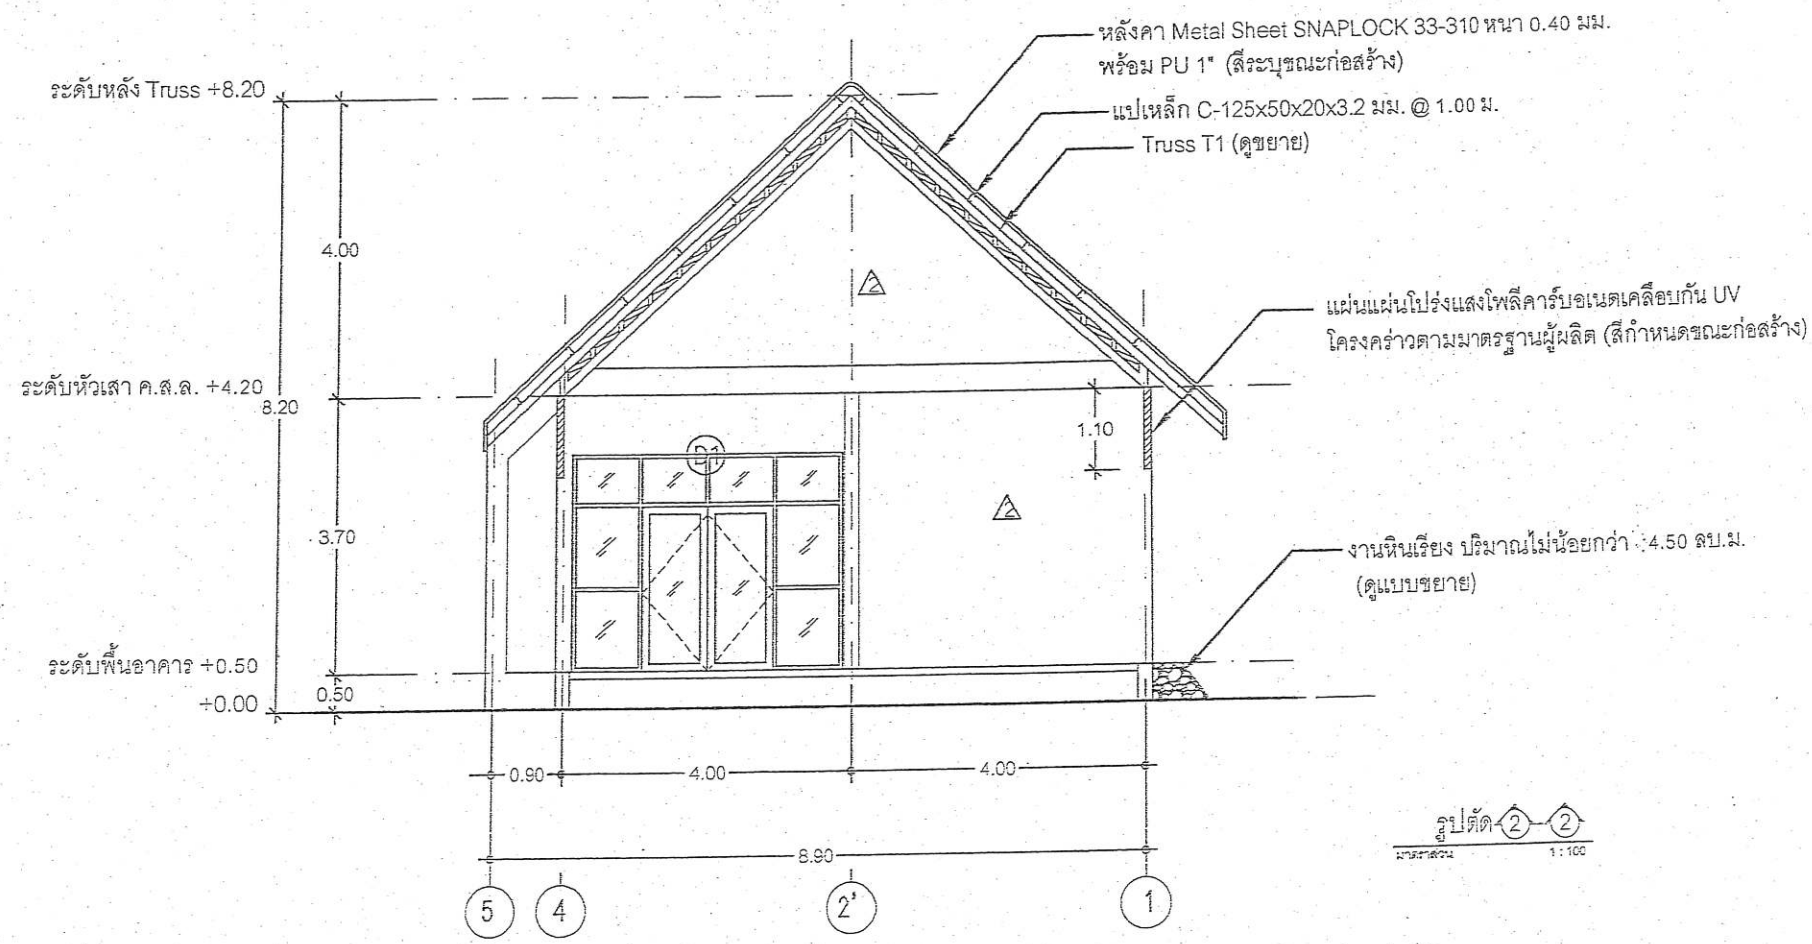 หลังคา Metal Sheet SNAPLOCK 33-310 หนา 0.40 มม.
พร้อม PU 1" (สีระบุขณะก่อสร้าง)
ระดับหลัง Truss +8.20
แปเหล็ก C-125x50x20x3.2 มม. @ 1.00 ม.
Truss T1 (ดูขยาย)
4.00
2
แผ่นแผ่นโปร่งแสงโพลีคาร์บอเนตเคลือบกัน UV
โครงคร่าวตามมาตรฐานผู้ผลิต (สีกำหนดขณะก่อสร้าง)
ระดับหัวเสา ค.ส.ล. +4.20
8.20
1.10
D1
2
3.70
งานหินเรียง ปริมาณไม่น้อยกว่า 4.50 ลบ.ม.
(ดูแบบขยาย)
ระดับพื้นอาคาร +0.50
0.50
+0.00
0.90
4.00
4.00
รูปตัด 2 - 2
มาตราส่วน 1:100
8.90
5
4
2'
1